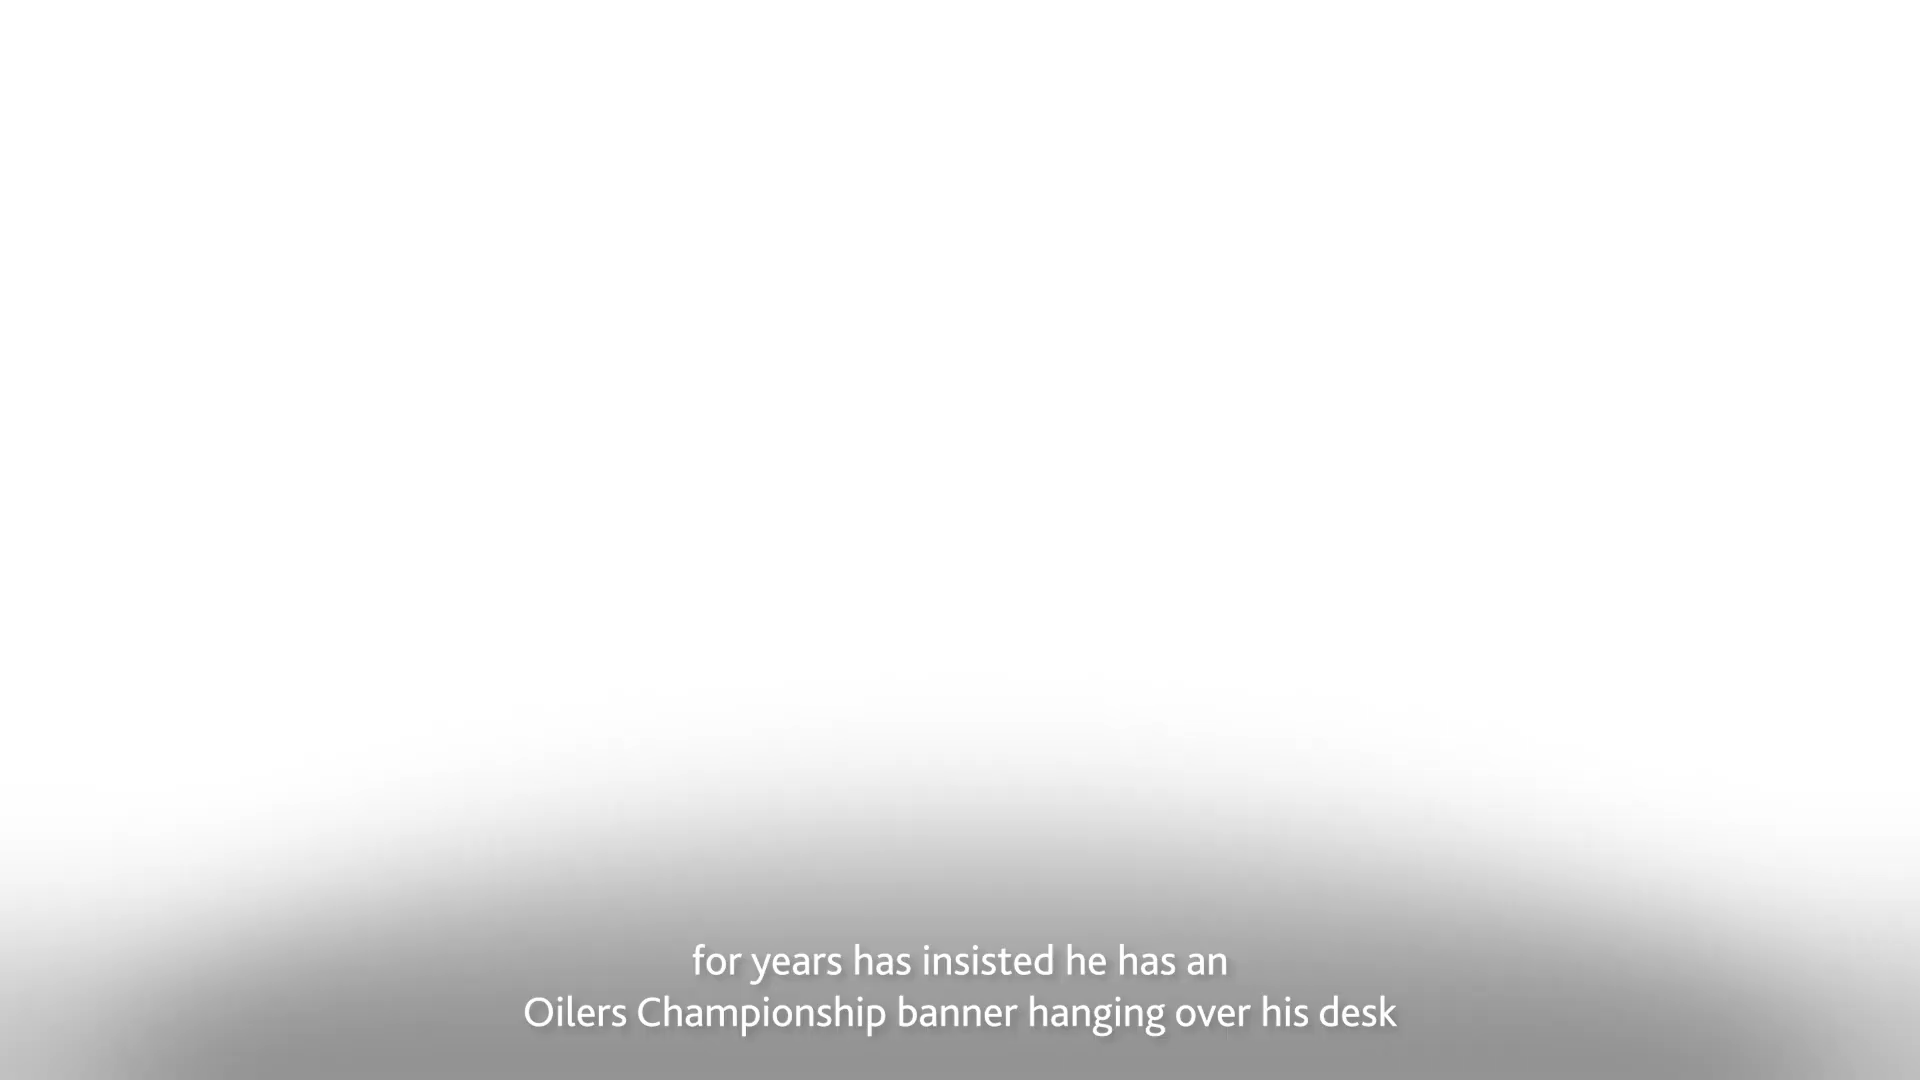 for years has insisted he has an
Oilers Championship banner hanging over his desk